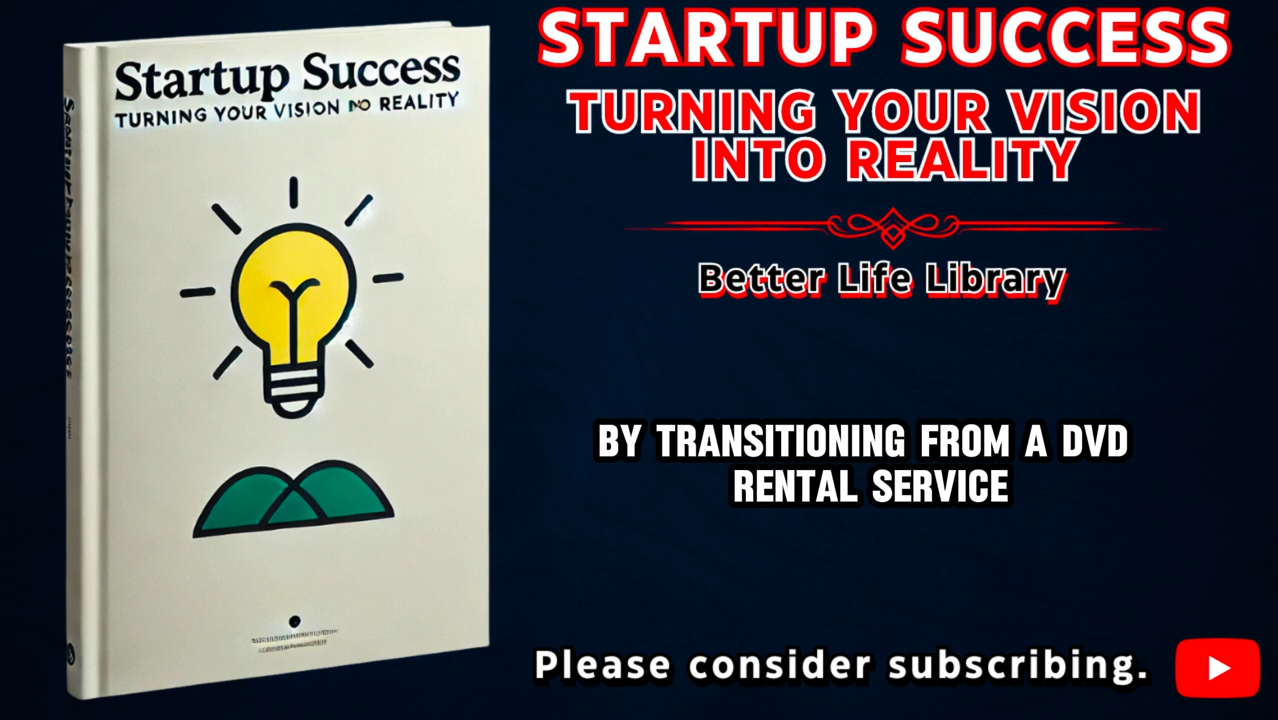 Startup Success
TURNING YOUR VISION NO REALITY
STARTUP SUCCESS
TURNING YOUR VISION
INTO REALITY
Better Life Library
BY TRANSITIONING FROM A DVD
RENTAL SERVICE
Please consider subscribing.